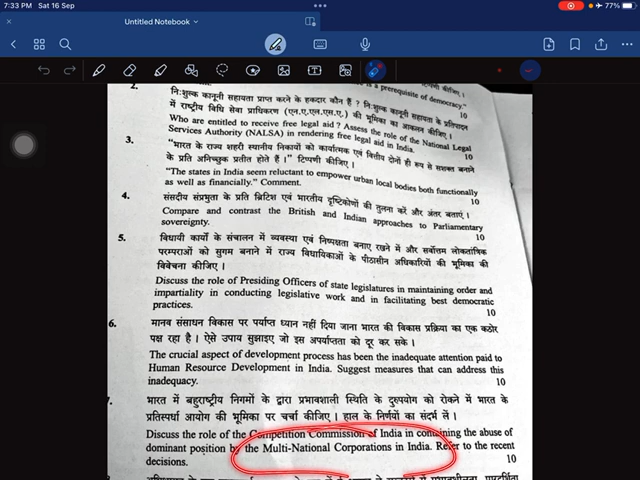 7:33 PM Sat 16 Sep
77%
Untitled Notebook
2.
is a prerequisite of democracy."
टिप्पणी कीजिए।
10
नि:शुल्क कानूनी सहायता प्राप्त करने के हकदार कौन हैं ? नि:शुल्क कानूनी सहायता के प्रतिपादन
में राष्ट्रीय विधि सेवा प्राधिकरण (एन.ए.एल.एस.ए.) की भूमिका का आकलन कीजिए।
Who are entitled to receive free legal aid? Assess the role of the National Legal
Services Authority (NALSA) in rendering free legal aid in India. 10
3. "भारत के राज्य शहरी स्थानीय निकायों को कार्यात्मक एवं वित्तीय दोनों ही रूप से सशक्त बनाने
के प्रति अनिच्छुक प्रतीत होते हैं।" टिप्पणी कीजिए।
"The states in India seem reluctant to empower urban local bodies both functionally
as well as financially." Comment. 10
4. संसदीय संप्रभुता के प्रति ब्रिटिश एवं भारतीय दृष्टिकोणों की तुलना करें और अंतर बताएं।
Compare and contrast the British and Indian approaches to Parliamentary
sovereignty. 10
5. विधायी कार्यों के संचालन में व्यवस्था एवं निष्पक्षता बनाए रखने में और सर्वोत्तम लोकतांत्रिक
परम्पराओं को सुगम बनाने में राज्य विधायिकाओं के पीठासीन अधिकारियों की भूमिका की
विवेचना कीजिए।
Discuss the role of Presiding Officers of state legislatures in maintaining order and
impartiality in conducting legislative work and in facilitating best democratic
practices. 10
6. मानव संसाधन विकास पर पर्याप्त ध्यान नहीं दिया जाना भारत की विकास प्रक्रिया का एक कठोर
पक्ष रहा है। ऐसे उपाय सुझाइए जो इस अपर्याप्तता को दूर कर सके।
The crucial aspect of development process has been the inadequate attention paid to
Human Resource Development in India. Suggest measures that can address this
inadequacy. 10
7. भारत में बहुराष्ट्रीय निगमों के द्वारा प्रभावशाली स्थिति के दुरुपयोग को रोकने में भारत के
प्रतिस्पर्धा आयोग की भूमिका पर चर्चा कीजिए। हाल के निर्णयों का संदर्भ लें।
Discuss the role of the Competition Commission of India in containing the abuse of
dominant position by the Multi-National Corporations in India. Refer to the recent
decisions. 10